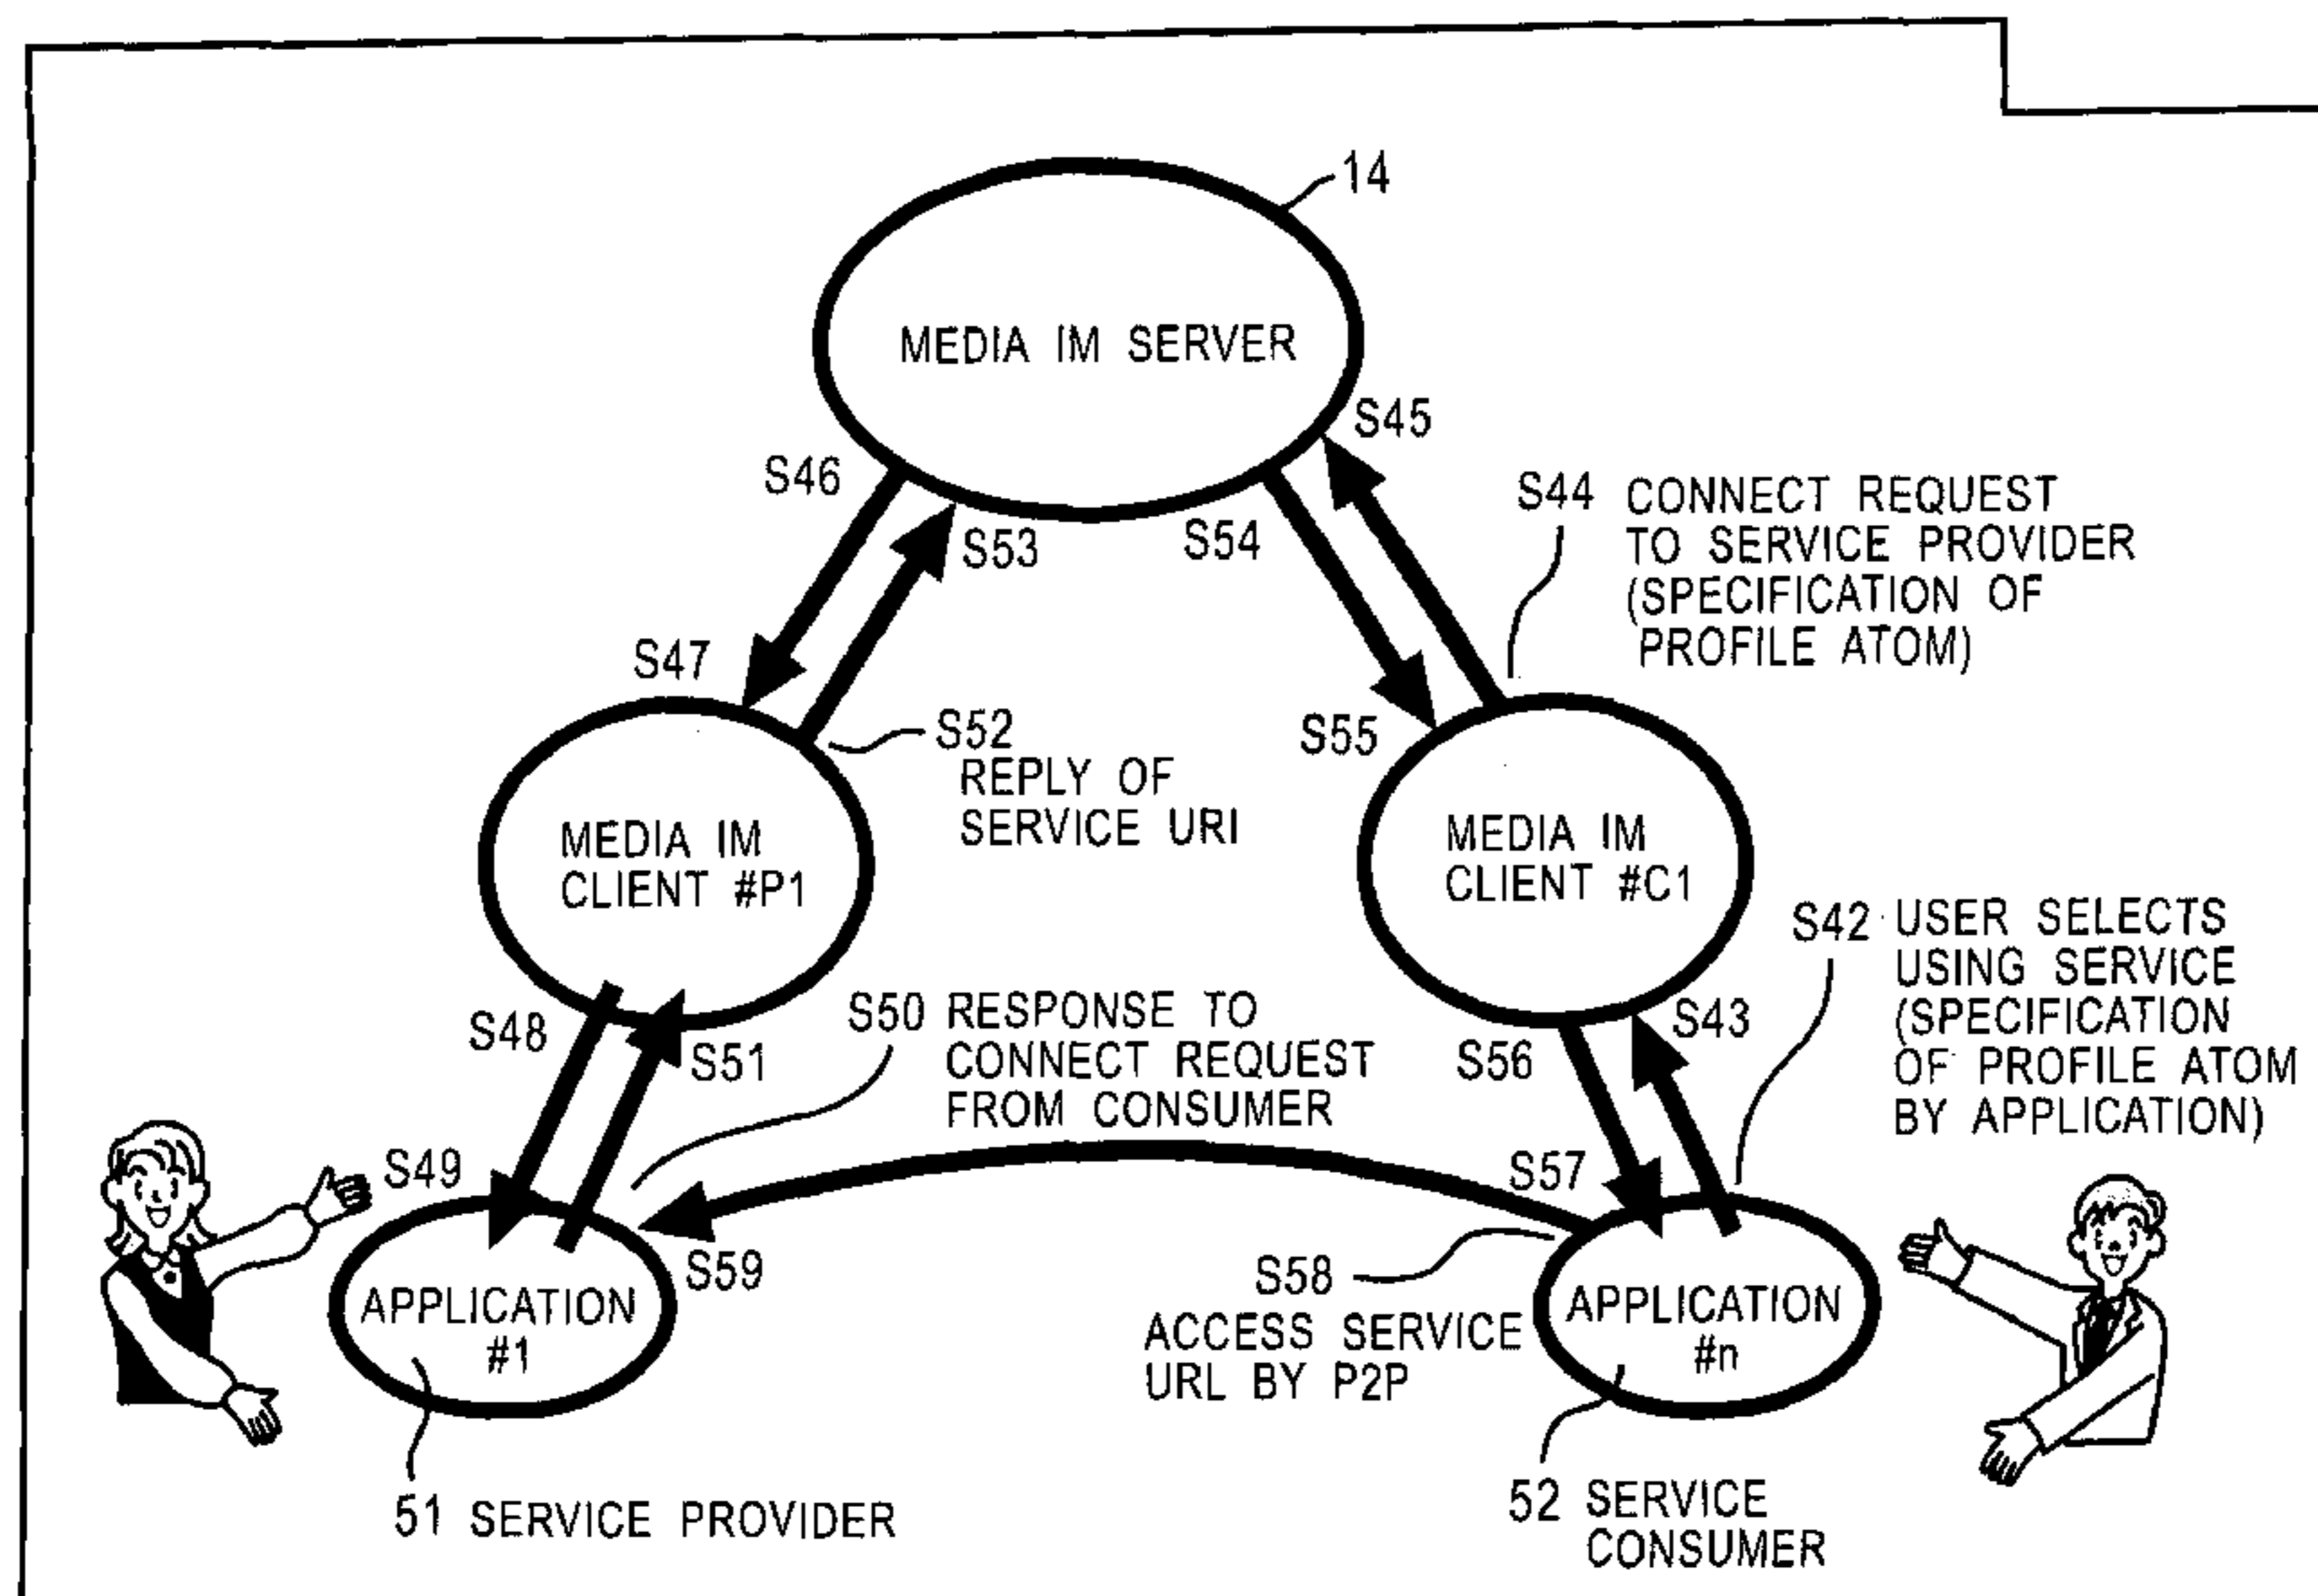 14
MEDIA IM SERVER
S45
S46
S53
S54
S44 CONNECT REQUEST
TO SERVICE PROVIDER
(SPECIFICATION OF
PROFILE ATOM)
S47
S52
REPLY OF
SERVICE URI
S55
MEDIA IM
CLIENT #P1
MEDIA IM
CLIENT #C1
S42 USER SELECTS
USING SERVICE
(SPECIFICATION
OF PROFILE ATOM
BY APPLICATION)
S48
S51
S50 RESPONSE TO
CONNECT REQUEST
FROM CONSUMER
S56
S43
S49
S57
S59
S58
ACCESS SERVICE
URL BY P2P
APPLICATION
#1
APPLICATION
#n
51 SERVICE PROVIDER
52 SERVICE
CONSUMER